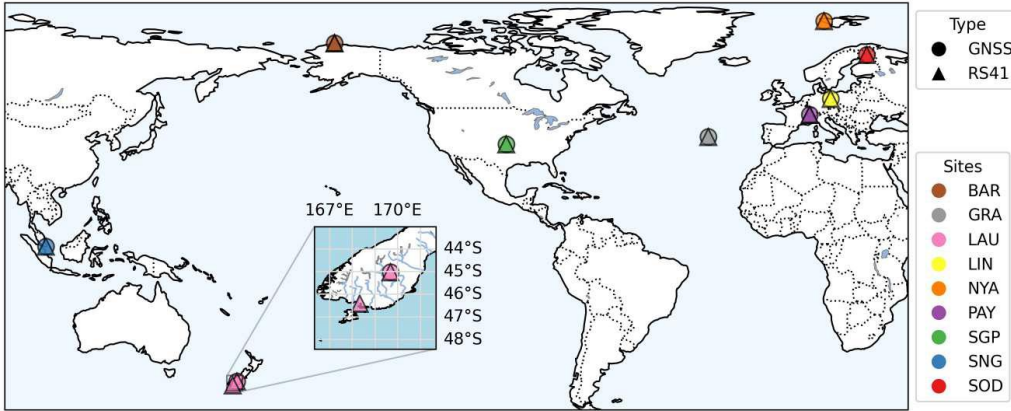 Type
GNSS
RS41
167°E 170°E
44°S
45°S
46°S
47°S
48°S
Sites
BAR
GRA
LAU
LIN
NYA
PAY
SGP
SNG
SOD